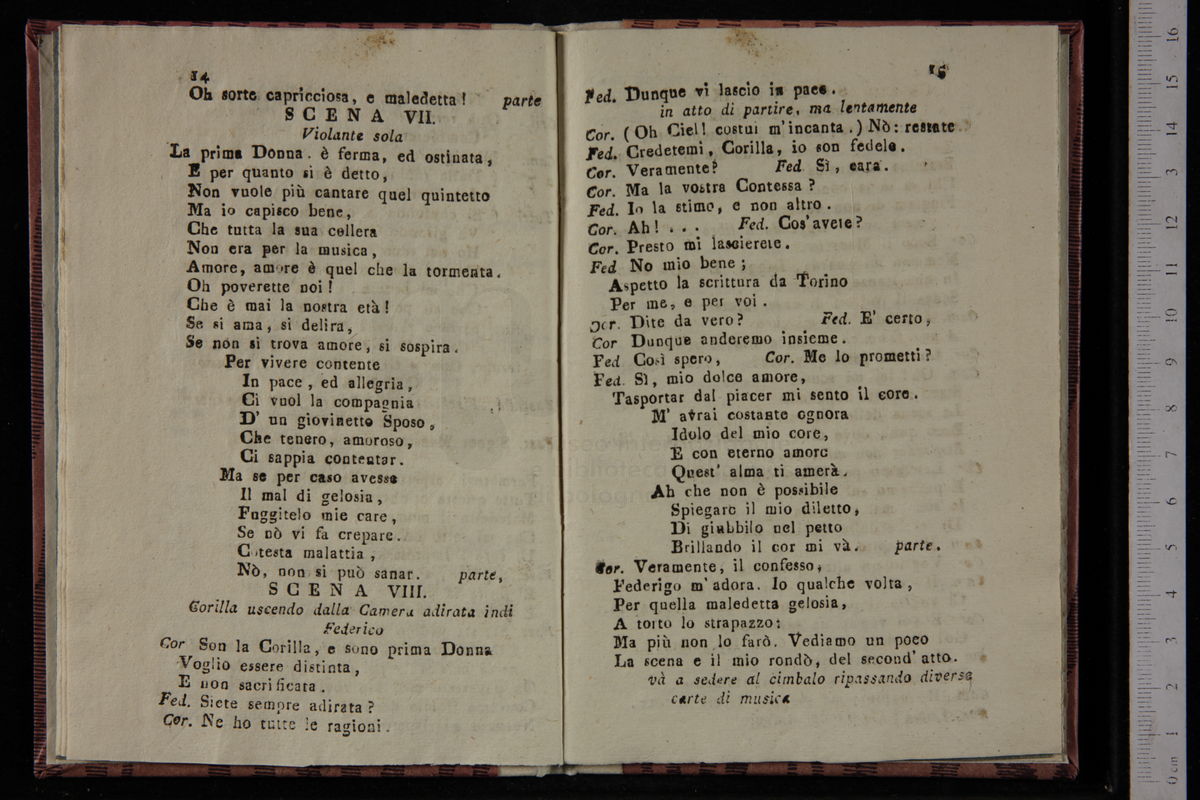 14
Oh sorte capricciosa, e maledetta! parte
SCENA VII.
Violante sola
La prima Donna. è ferma, ed ostinata,
E per quanto si è detto,
Non vuole più cantare quel quintetto
Ma io capisco bene,
Che tutta la sua collera
Non era per la musica,
Amore, amore è quel che la tormenta.
Oh poverette noi!
Che è mai la nostra età!
Se si ama, si delira,
Se non si trova amore, si sospira.
Per vivere contente
In pace, ed allegria,
Ci vuol la compagnia
D' un giovinetto Sposo,
Che tenero, amoroso,
Ci sappia contentar.
Ma se per caso avesse
Il mal di gelosia,
Fuggitelo mie care,
Se nò vi fa crepare.
Cotesta malattia,
Nò, non si può sanar. parte,
SCENA VIII.
Corilla uscendo dalla Camera adirata indi
Federico
Cor Son la Corilla, e sono prima Donna
Voglio essere distinta,
E non sacrificata.
Fed. Siete sempre adirata?
Cor. Ne ho tutte le ragioni.
15
Fed. Dunque vi lascio in pace.
in atto di partire, ma lentamente
Cor. (Oh Ciel! costui m'incanta.) Nò: restate
Fed. Credetemi, Corilla, io son fedele.
Cor. Veramente? Fed Sì, cara.
Cor. Ma la vostra Contessa?
Fed. Io la stimo, e non altro.
Cor. Ah! . . . Fed. Cos'avete?
Cor. Presto mi lascierete.
Fed No mio bene;
Aspetto la scrittura da Torino
Per me, e per voi.
Cor. Dite da vero? Fed. E' certo,
Cor Dunque anderemo insieme.
Fed Così spero, Cor. Me lo prometti?
Fed. Sì, mio dolce amore,
Tasportar dal piacer mi sento il core.
M' avrai costante ognora
Idolo del mio core,
E con eterno amore
Quest' alma ti amerà.
Ah che non è possibile
Spiegare il mio diletto,
Di giubbilo nel petto
Brillando il cor mi và. parte.
Cor. Veramente, il confesso,
Federigo m'adora. Io qualche volta,
Per quella maledetta gelosia,
A torto lo strapazzo:
Ma più non lo farò. Vediamo un poco
La scena e il mio rondò, del second' atto.
và a sedere al cimbalo ripassando diverse
carte di musica